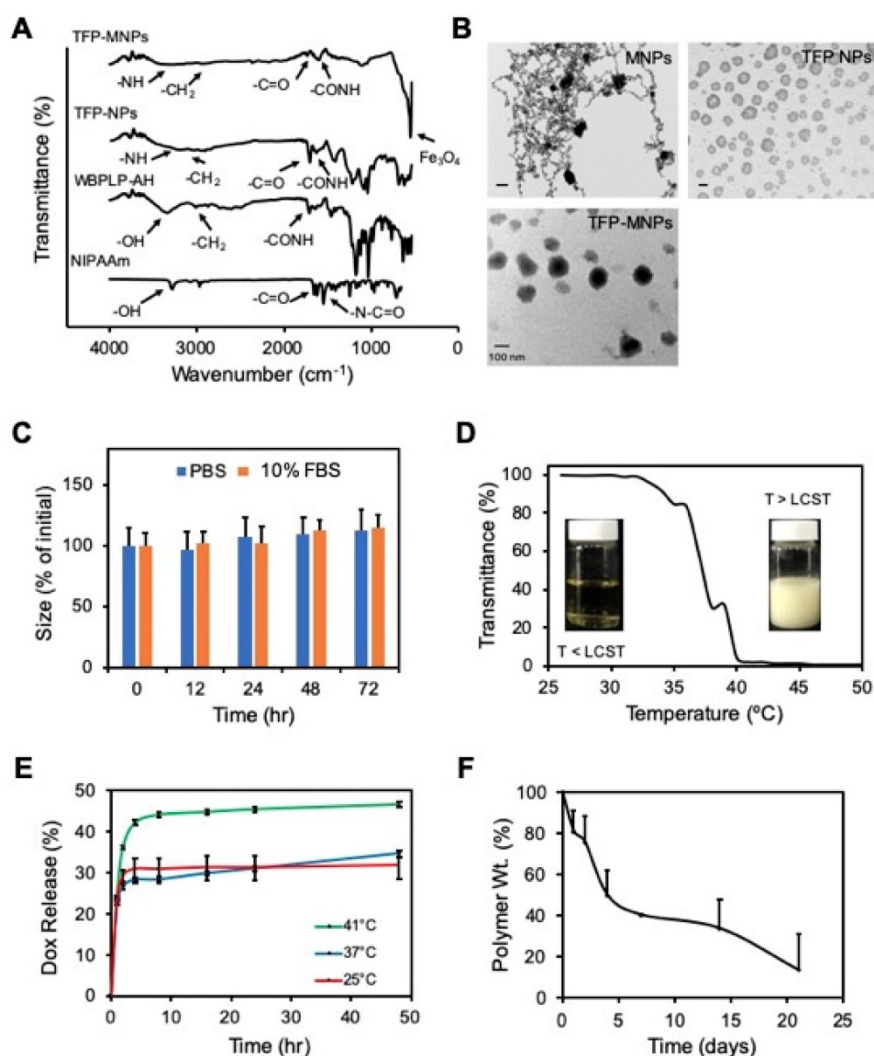 A
TFP-MNPs
-NH
-CH2
-C=O
-CONH
Fe3O4
TFP-NPs
-NH
-CH2
-C=O
-CONH
WBPLP-AH
-OH
-CH2
-CONH
NIPAAm
-OH
-C=O
-N-C=O
Transmittance (%)
4000 3000 2000 1000 0
Wavenumber (cm-1)
B
MNPs
TFP NPs
TFP-MNPs
100 nm
C
PBS 10% FBS
Size (% of initial)
150
100
50
0
0 12 24 48 72
Time (hr)
D
Transmittance (%)
100
80
60
40
20
0
T < LCST
T > LCST
25 30 35 40 45 50
Temperature (ºC)
E
Dox Release (%)
50
40
30
20
10
0
41°C
37°C
25°C
0 10 20 30 40 50
Time (hr)
F
Polymer Wt. (%)
100
80
60
40
20
0
0 5 10 15 20 25
Time (days)